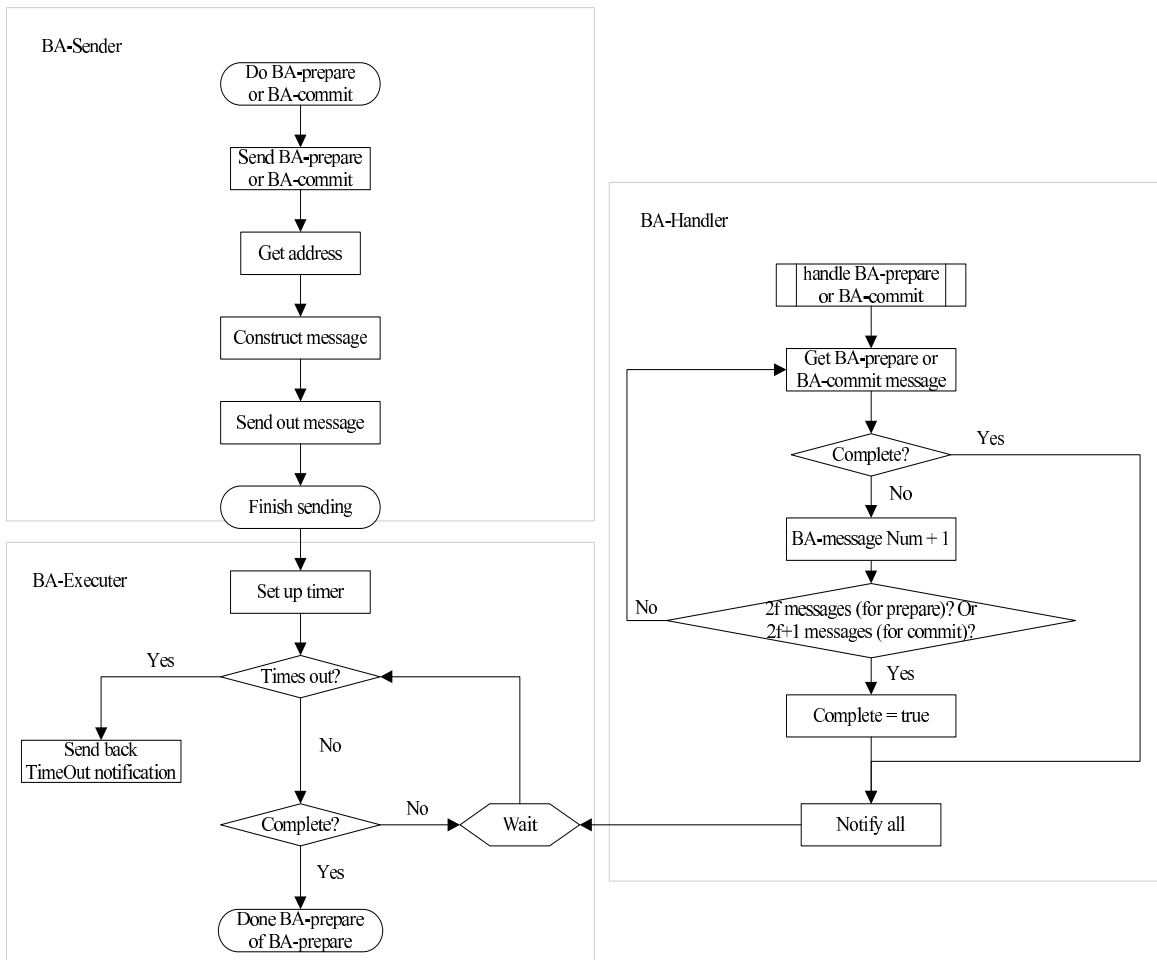 BA-Sender
Do BA-prepare
or BA-commit
Send BA-prepare
or BA-commit
Get address
Construct message
Send out message
Finish sending
BA-Executer
Set up timer
Times out?
Yes
Send back
TimeOut notification
No
Complete?
No
Wait
Yes
Done BA-prepare
of BA-prepare
BA-Handler
handle BA-prepare
or BA-commit
Get BA-prepare or
BA-commit message
Complete?
Yes
No
BA-message Num + 1
2f messages (for prepare)? Or
2f+1 messages (for commit)?
No
Yes
Complete = true
Notify all